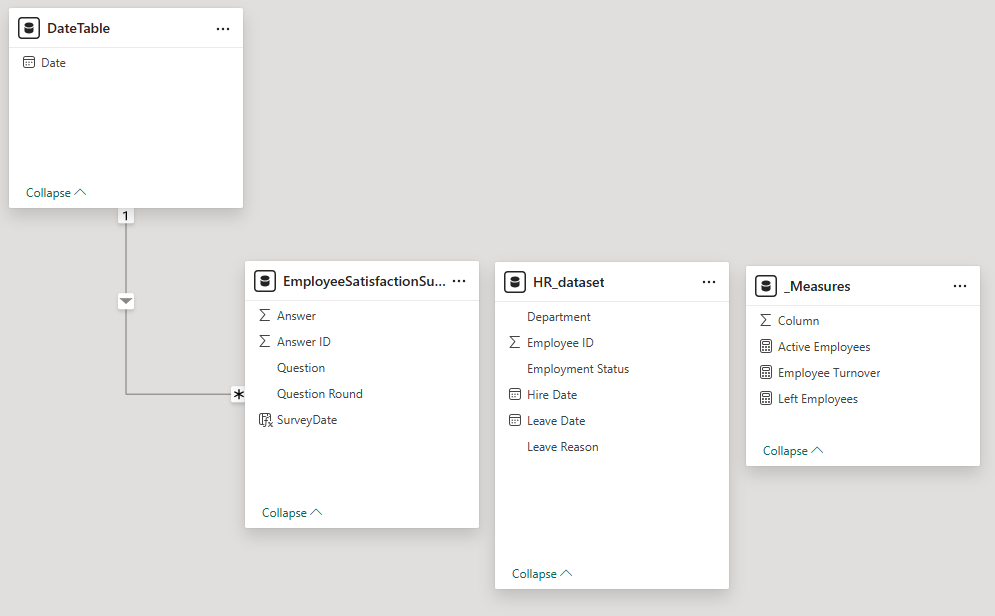 DateTable
Date
Collapse
1
*
EmployeeSatisfactionSu...
Answer
Answer ID
Question
Question Round
SurveyDate
Collapse
HR_dataset
Department
Employee ID
Employment Status
Hire Date
Leave Date
Leave Reason
Collapse
_Measures
Column
Active Employees
Employee Turnover
Left Employees
Collapse